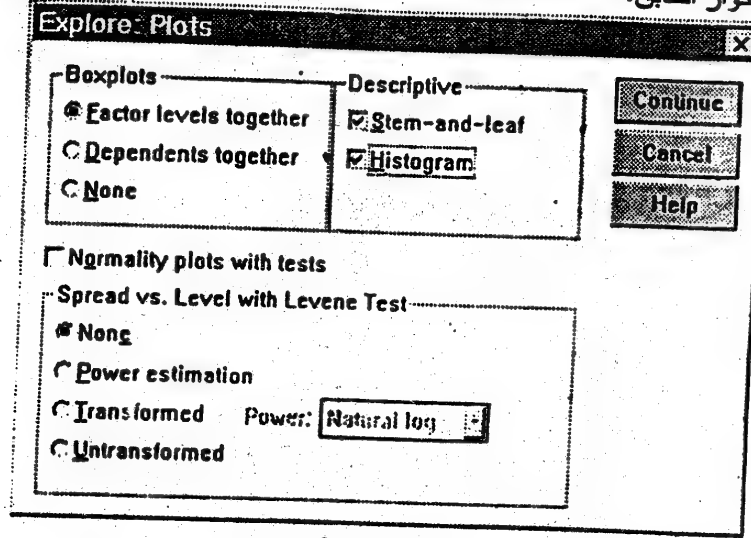 Explore: Plots
Boxplots
Factor levels together
Dependents together
None
Descriptive
Stem-and-leaf
Histogram
Continue
Cancel
Help
Normality plots with tests
Spread vs. Level with Levene Test
None
Power estimation
Transformed Power: Natural log
Untransformed